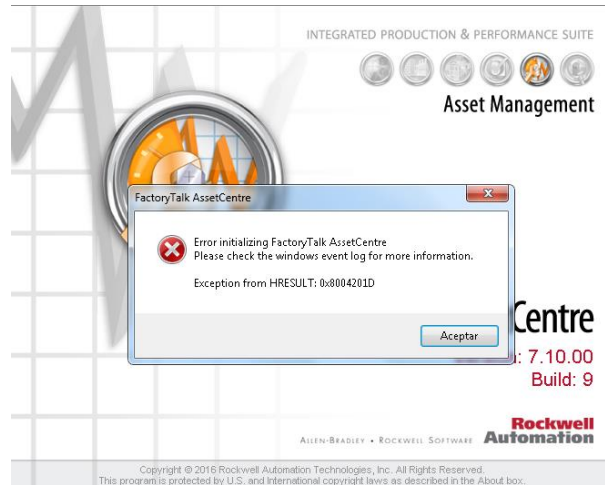 INTEGRATED PRODUCTION & PERFORMANCE SUITE
Asset Management
FactoryTalk AssetCentre
Error initializing FactoryTalk AssetCentre
Please check the windows event log for more information.
Exception from HRESULT: 0x8004201D
Aceptar
Centre
: 7.10.00
Build: 9
Rockwell
ALLEN-BRADLEY • ROCKWELL SOFTWARE Automation
Copyright © 2016 Rockwell Automation Technologies, Inc. All Rights Reserved.
This program is protected by U.S. and International copyright laws as described in the About box.